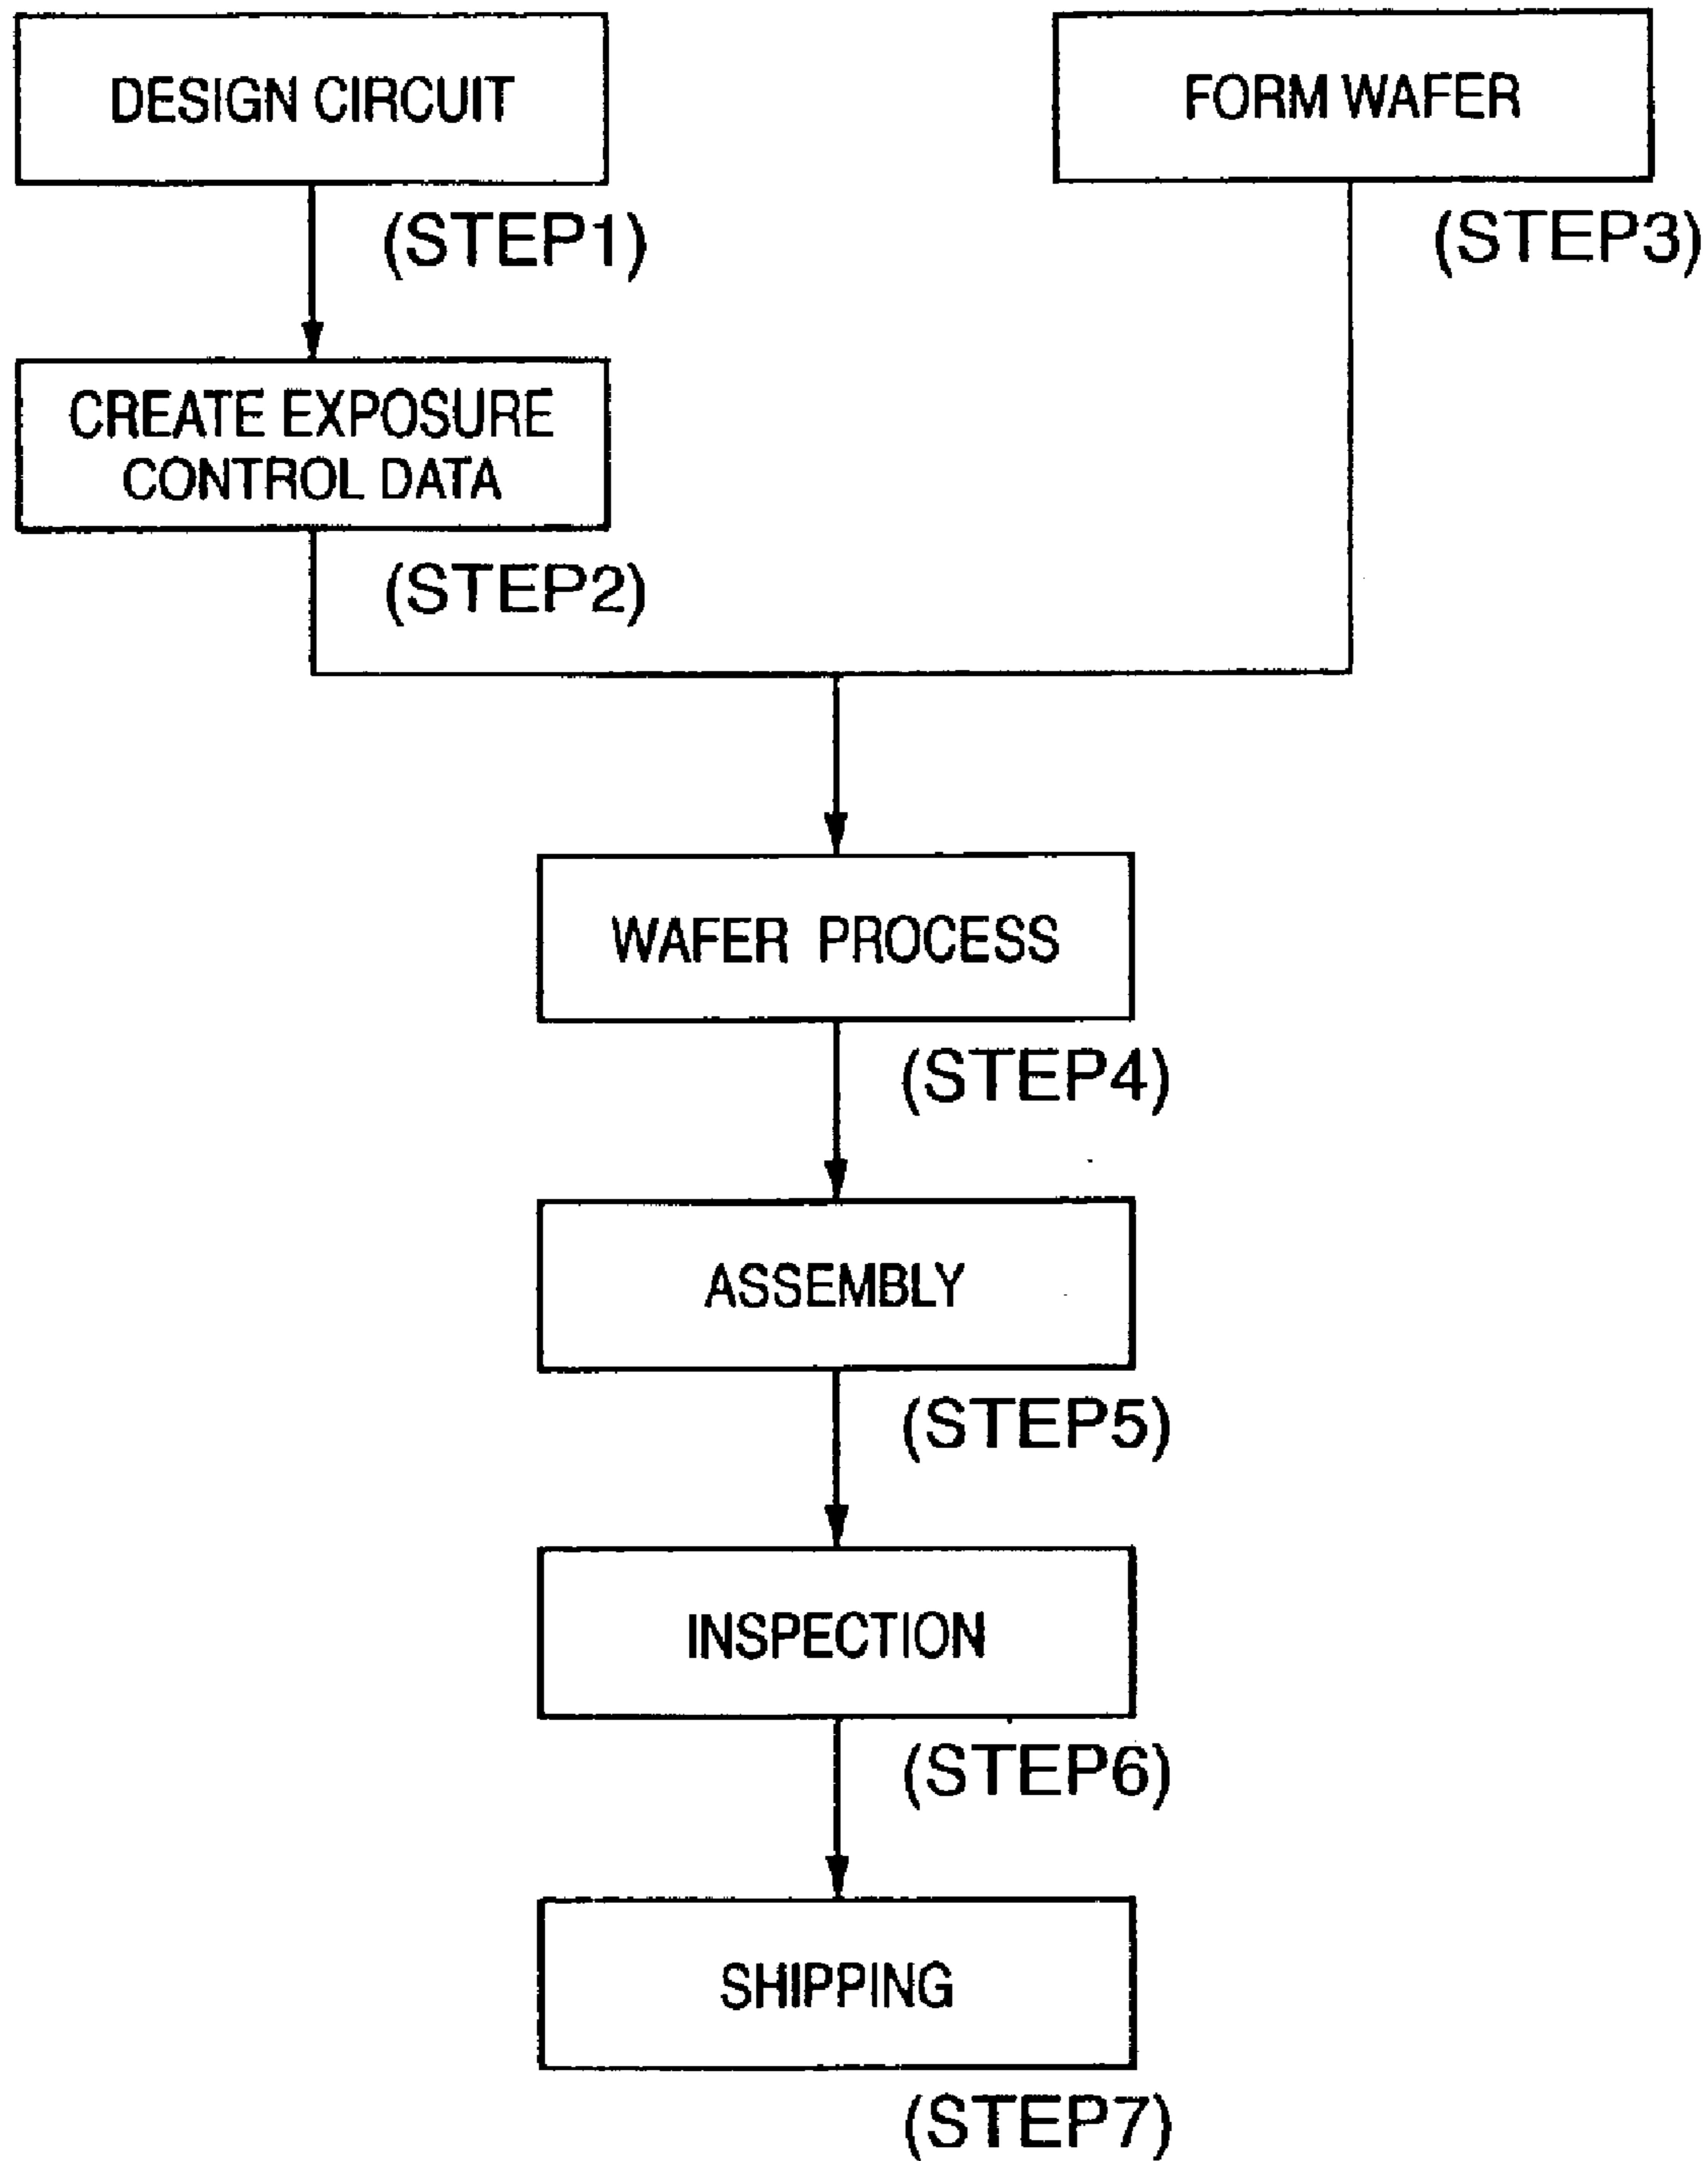 DESIGN CIRCUIT
(STEP1)
FORM WAFER
(STEP3)
CREATE EXPOSURE
CONTROL DATA
(STEP2)
WAFER PROCESS
(STEP4)
ASSEMBLY
(STEP5)
INSPECTION
(STEP6)
SHIPPING
(STEP7)